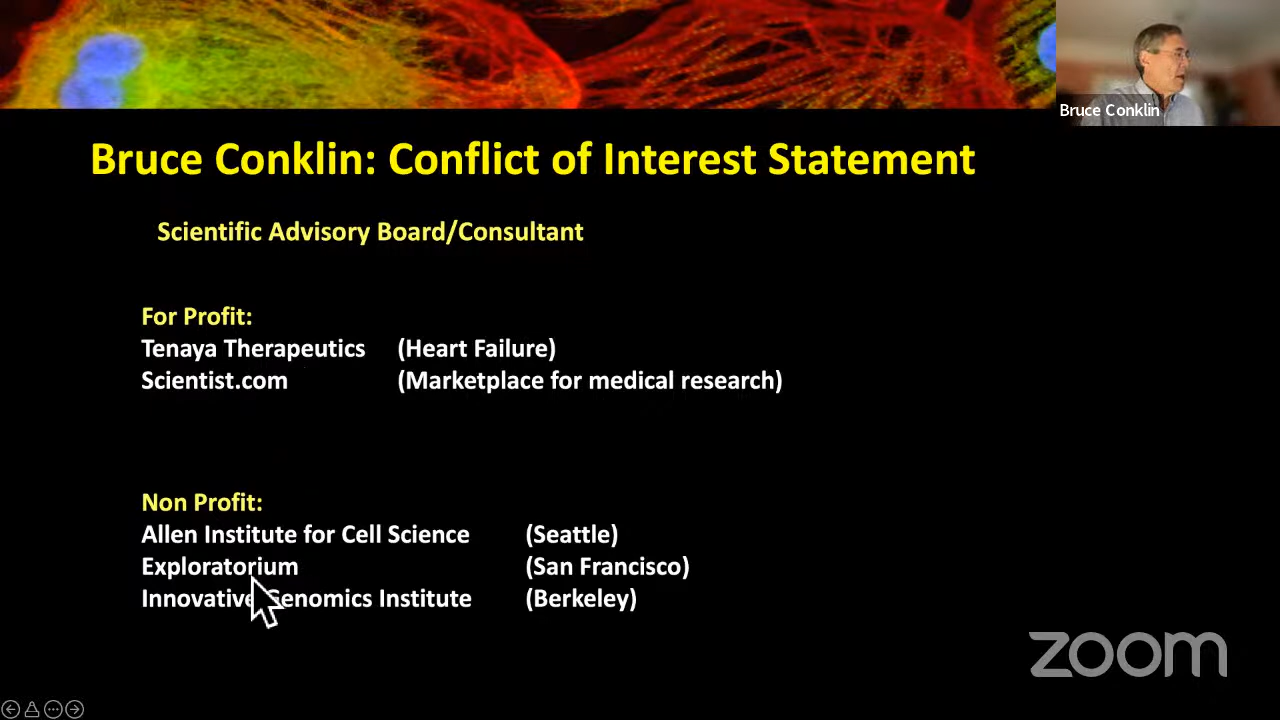 Bruce Conklin
Bruce Conklin: Conflict of Interest Statement
Scientific Advisory Board/Consultant
For Profit:
Tenaya Therapeutics (Heart Failure)
Scientist.com (Marketplace for medical research)
Non Profit:
Allen Institute for Cell Science (Seattle)
Exploratorium (San Francisco)
Innovative Genomics Institute (Berkeley)
zoom